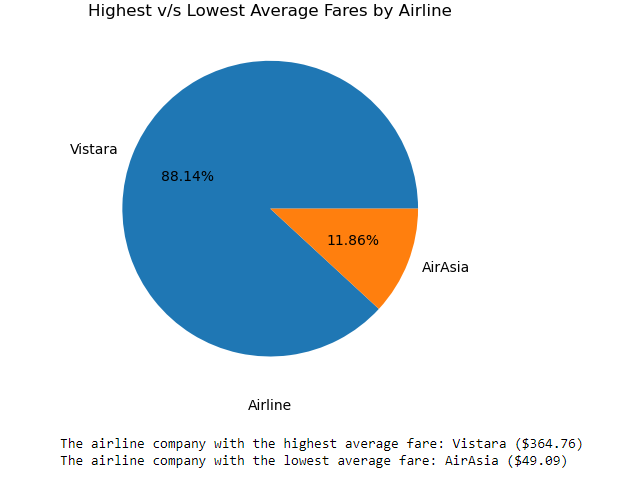 Highest v/s Lowest Average Fares by Airline
Vistara
88.14%
11.86%
AirAsia
Airline
The airline company with the highest average fare: Vistara ($364.76)
The airline company with the lowest average fare: AirAsia ($49.09)